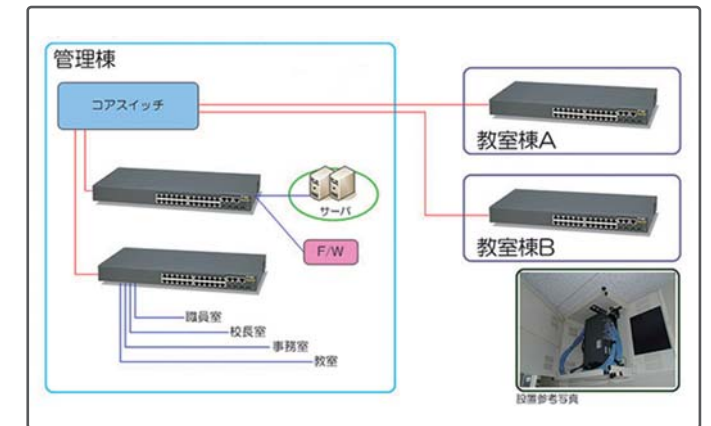 管理棟
コアスイッチ
サーバ
F/W
職員室
校長室
事務室
教室
教室棟A
教室棟B
設置参考写真